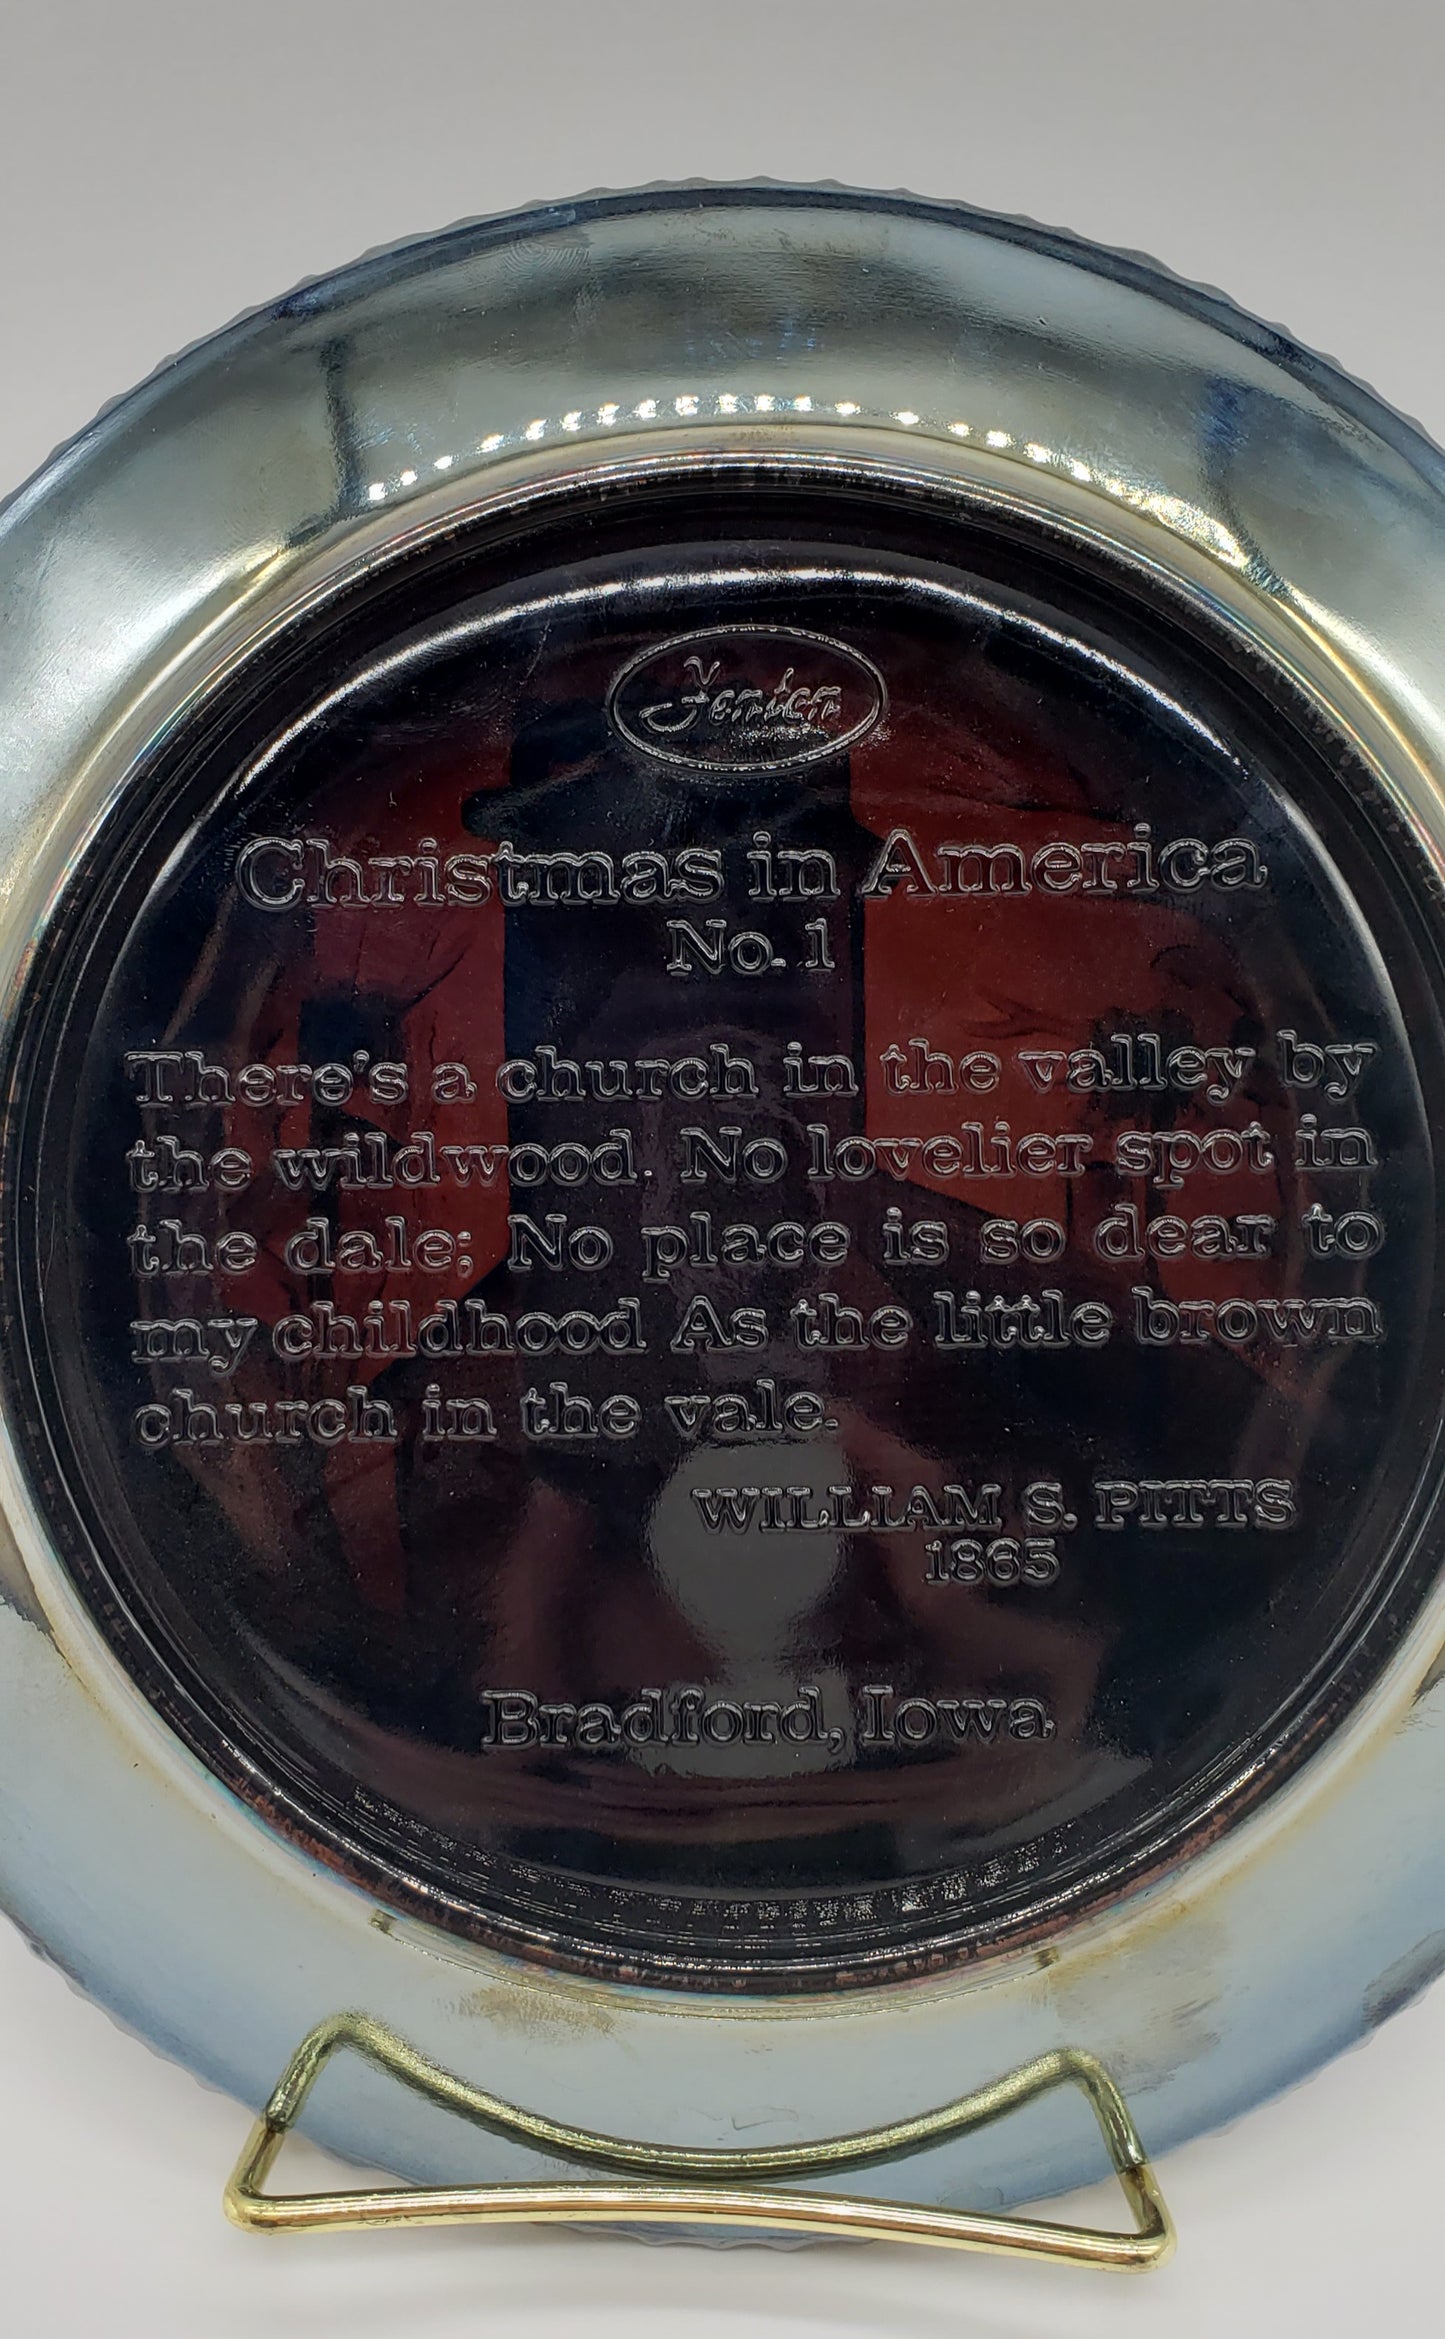 Fenton
Christmas in America
No. 1
There's a church in the valley by
the wildwood. No lovelier spot in
the dale; No place is so dear to
my childhood As the little brown
church in the vale.
WILLIAM S. PITTS
1865
Bradford, Iowa